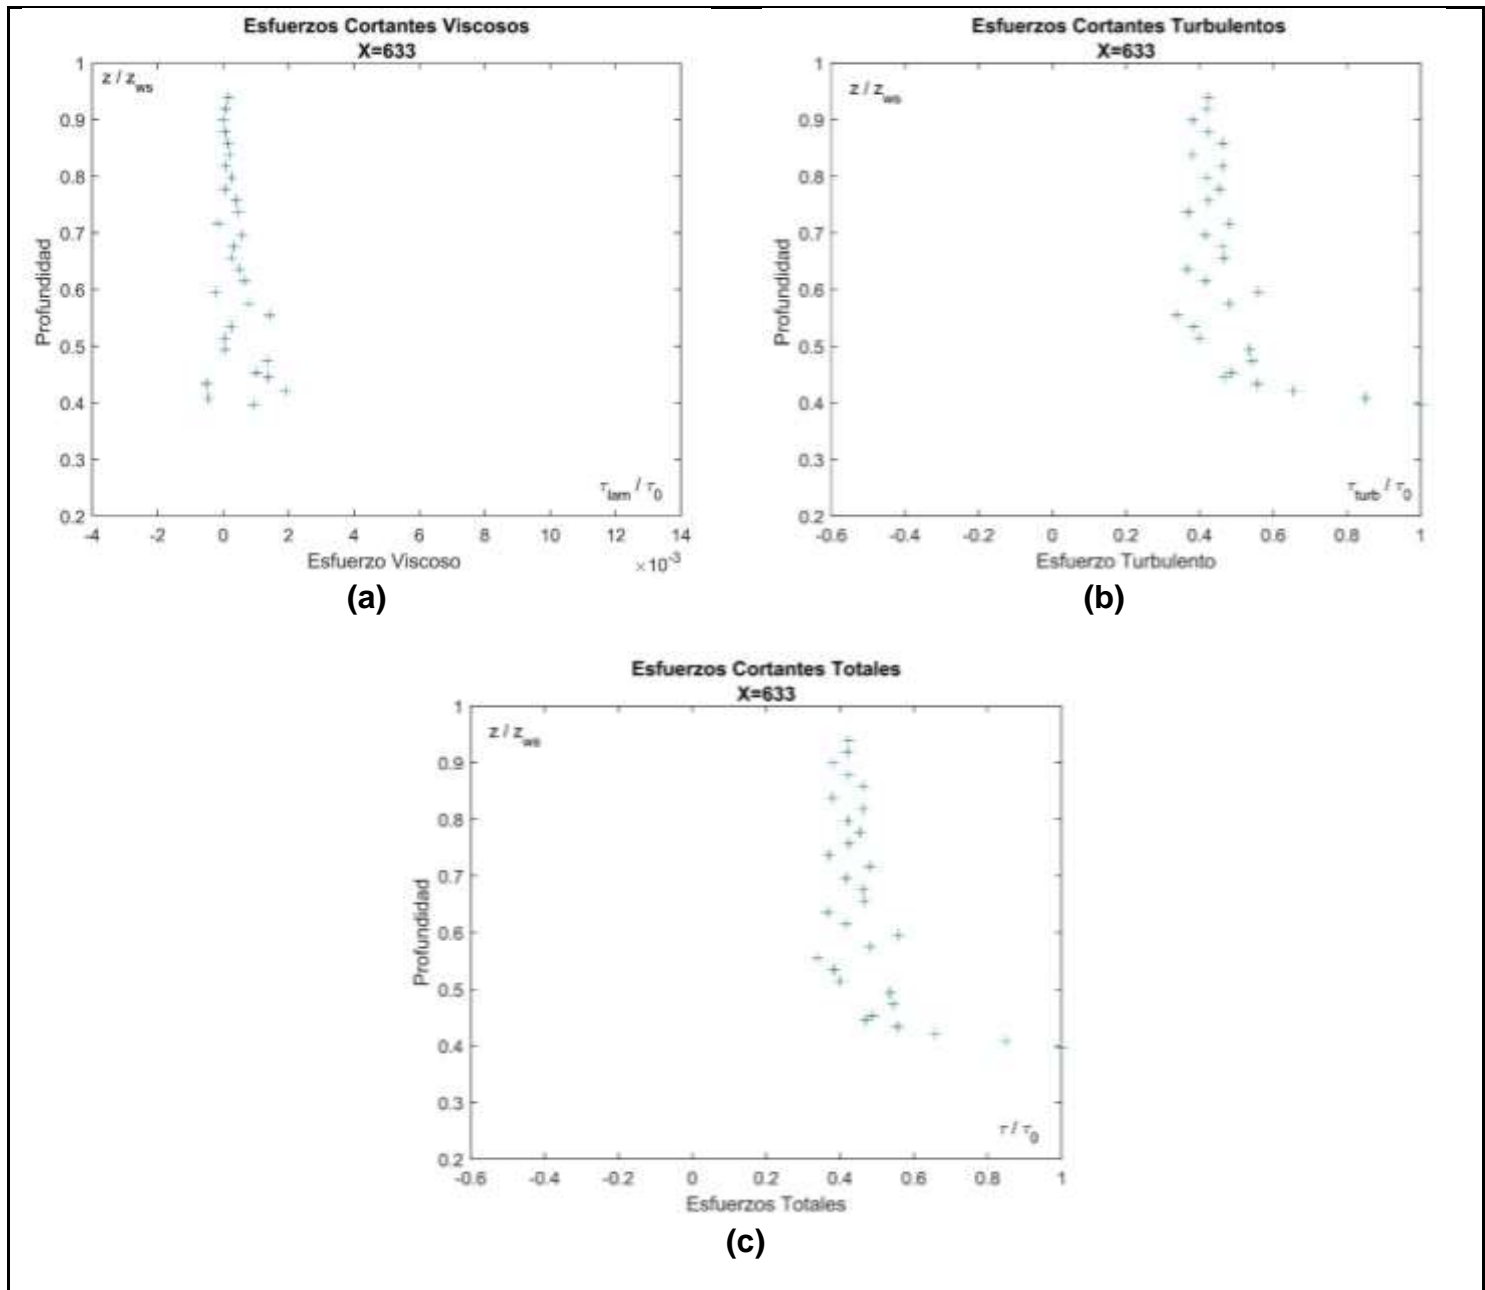 Esfuerzos Cortantes Viscosos
X=633
z / z_ws
1
0.9
0.8
0.7
0.6
0.5
0.4
0.3
0.2
Profundidad
τ_lam / τ_0
-4 -2 0 2 4 6 8 10 12 14
Esfuerzo Viscoso
×10^-3
(a)
Esfuerzos Cortantes Turbulentos
X=633
z / z_ws
1
0.9
0.8
0.7
0.6
0.5
0.4
0.3
0.2
Profundidad
τ_turb / τ_0
-0.6 -0.4 -0.2 0 0.2 0.4 0.6 0.8 1
Esfuerzo Turbulento
(b)
Esfuerzos Cortantes Totales
X=633
z / z_ws
1
0.9
0.8
0.7
0.6
0.5
0.4
0.3
0.2
Profundidad
τ / τ_0
-0.6 -0.4 -0.2 0 0.2 0.4 0.6 0.8 1
Esfuerzos Totales
(c)